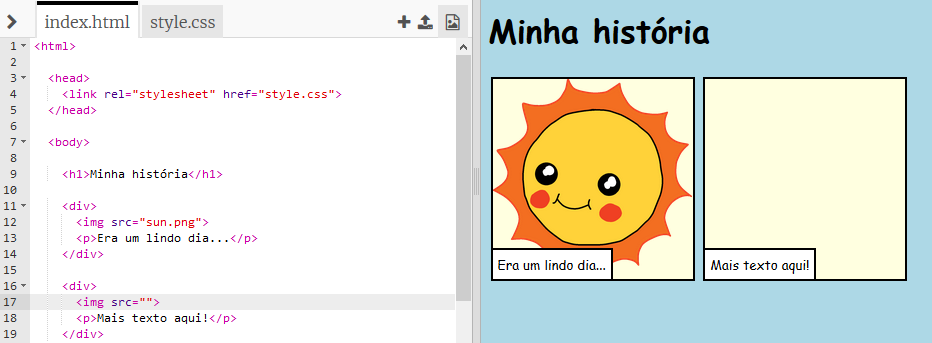 index.html style.css
1 <html>
2
3 <head>
4 <link rel="stylesheet" href="style.css">
5 </head>
6
7 <body>
8
9 <h1>Minha história</h1>
10
11 <div>
12 <img src="sun.png">
13 <p>Era um lindo dia...</p>
14 </div>
15
16 <div>
17 <img src="">
18 <p>Mais texto aqui!</p>
19 </div>
Minha história
Era um lindo dia...
Mais texto aqui!